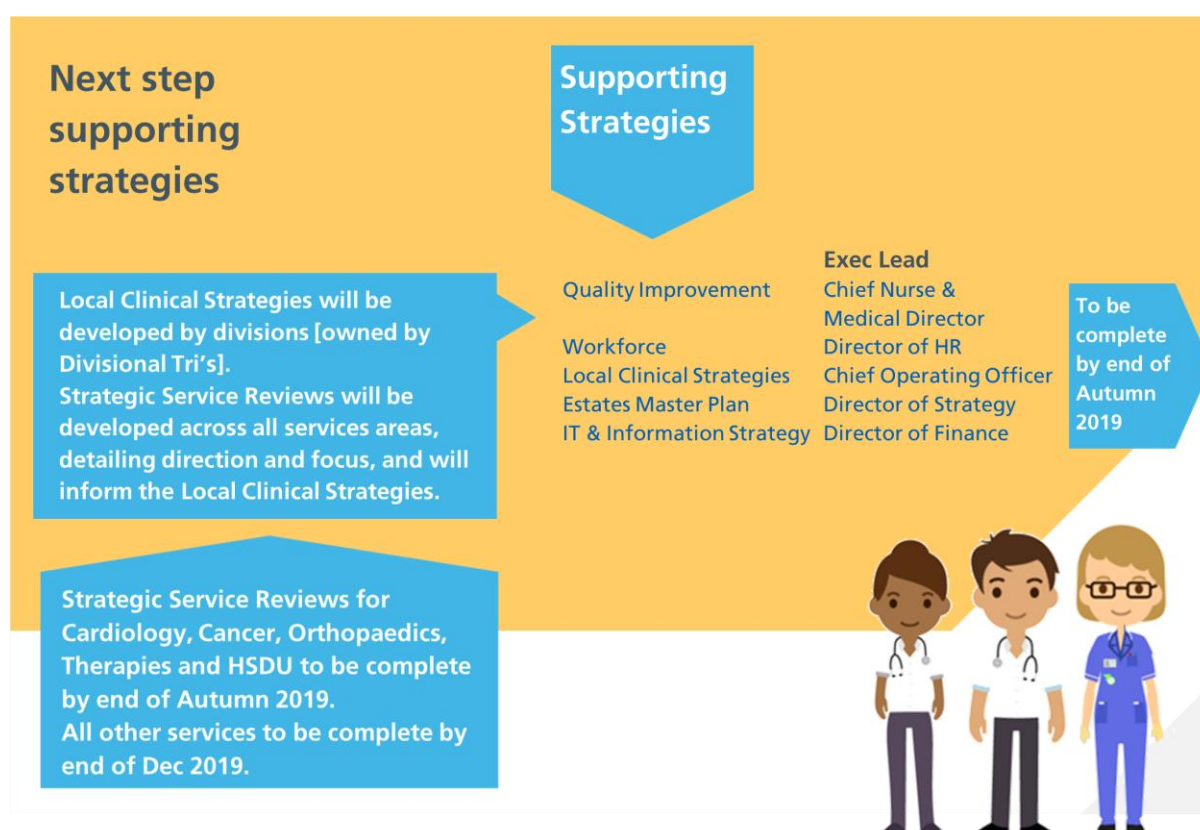 Next step
supporting
strategies
Supporting
Strategies
Local Clinical Strategies will be
developed by divisions [owned by
Divisional Tri's].
Strategic Service Reviews will be
developed across all services areas,
detailing direction and focus, and will
inform the Local Clinical Strategies.
Exec Lead
Quality Improvement Chief Nurse &
Medical Director
Workforce Director of HR
Local Clinical Strategies Chief Operating Officer
Estates Master Plan Director of Strategy
IT & Information Strategy Director of Finance
To be
complete
by end of
Autumn
2019
Strategic Service Reviews for
Cardiology, Cancer, Orthopaedics,
Therapies and HSDU to be complete
by end of Autumn 2019.
All other services to be complete by
end of Dec 2019.